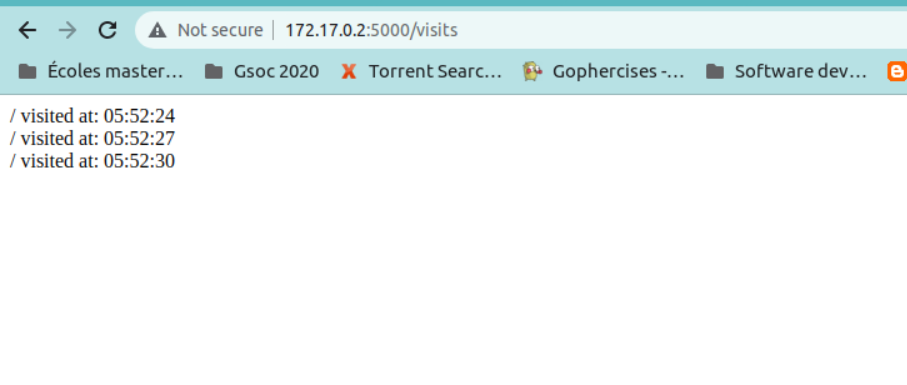 Not secure 172.17.0.2:5000/visits
Écoles master... Gsoc 2020 Torrent Searc... Gophercises -... Software dev...
/ visited at: 05:52:24
/ visited at: 05:52:27
/ visited at: 05:52:30